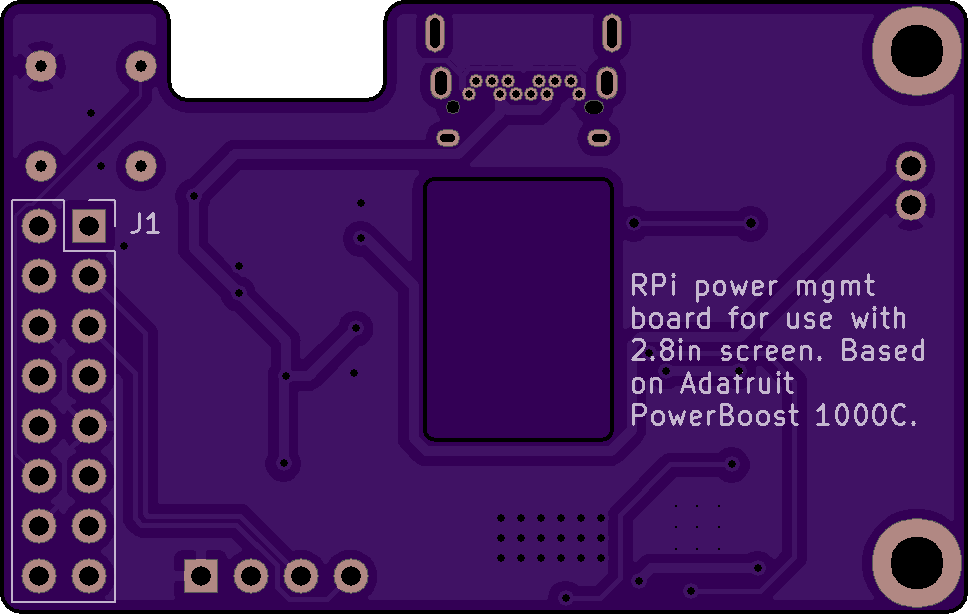 J1
RPi power mgmt
board for use with
2.8in screen. Based
on Adafruit
PowerBoost 1000C.